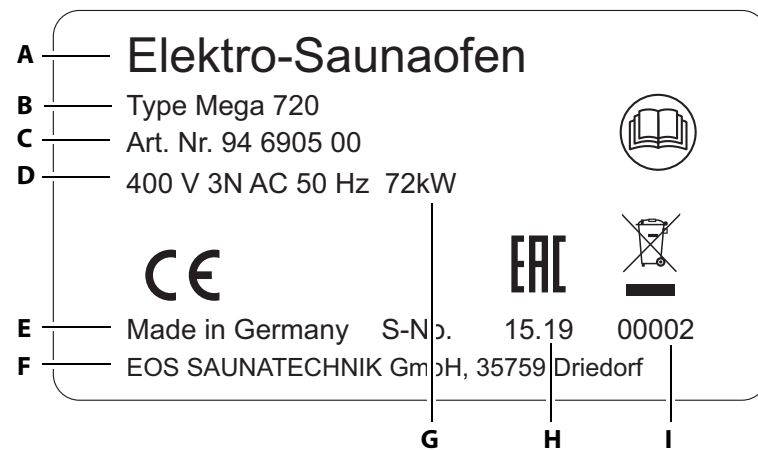 A Elektro-Saunaofen
B Type Mega 720
C Art. Nr. 94 6905 00
D 400 V 3N AC 50 Hz 72kW
CE EAC
E Made in Germany S-No. 15.19 00002
F EOS SAUNATECHNIK GmbH, 35759 Driedorf
G H I